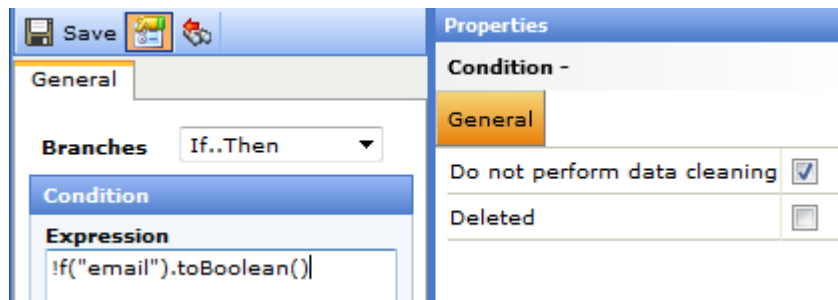 Save
General
Branches If..Then
Condition
Expression
!f("email").toBoolean()
Properties
Condition -
General
Do not perform data cleaning
Deleted